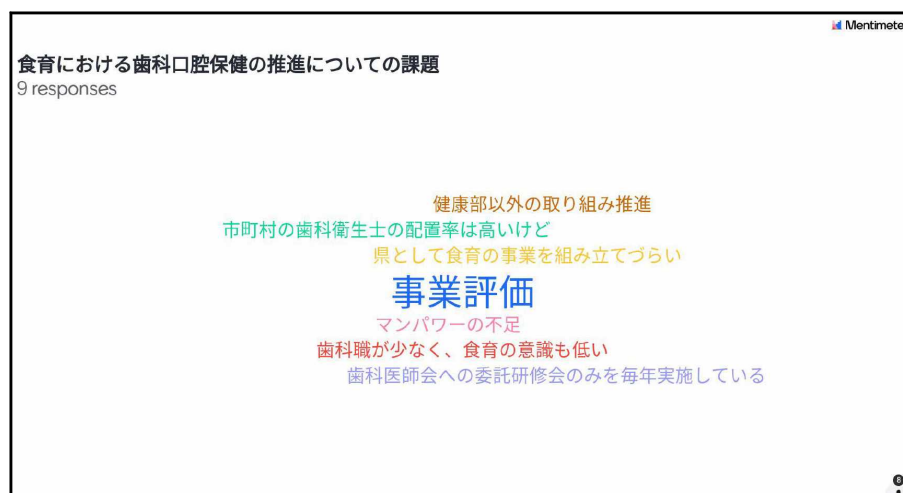 Mentimete
食育における歯科口腔保健の推進についての課題
9 responses
健康部以外の取り組み推進
市町村の歯科衛生士の配置率は高いけど
県として食育の事業を組み立てづらい
事業評価
マンパワーの不足
歯科職が少なく、食育の意識も低い
歯科医師会への委託研修会のみを毎年実施している
8